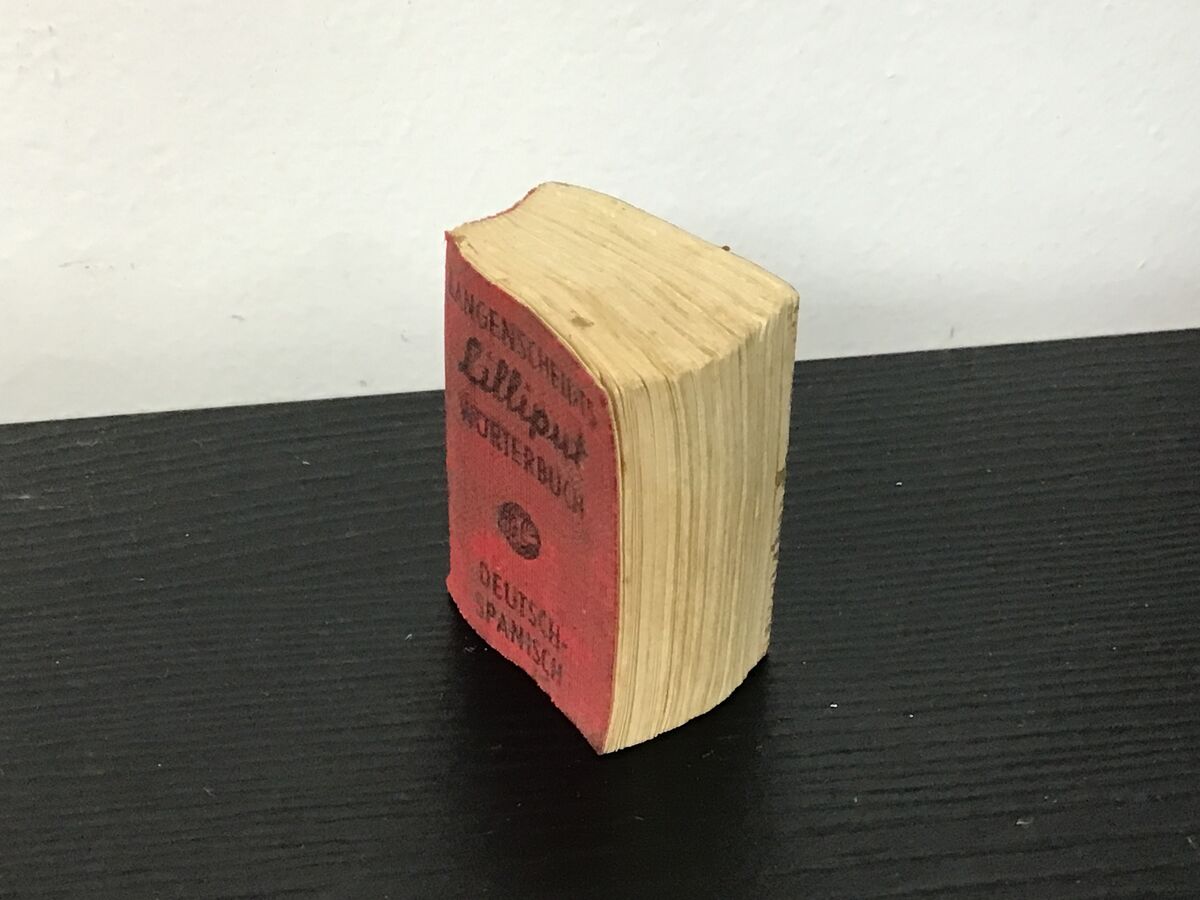 LANGENSCHEIDTS
Lilliput
WÖRTERBUCH
DEUTSCH-
SPANISCH